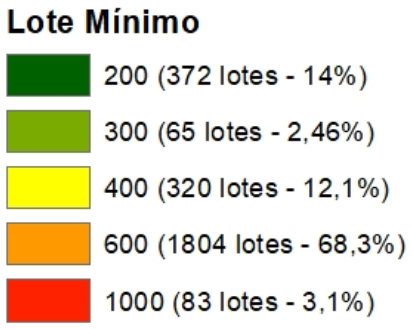 Lote Mínimo
200 (372 lotes - 14%)
300 (65 lotes - 2,46%)
400 (320 lotes - 12,1%)
600 (1804 lotes - 68,3%)
1000 (83 lotes - 3,1%)